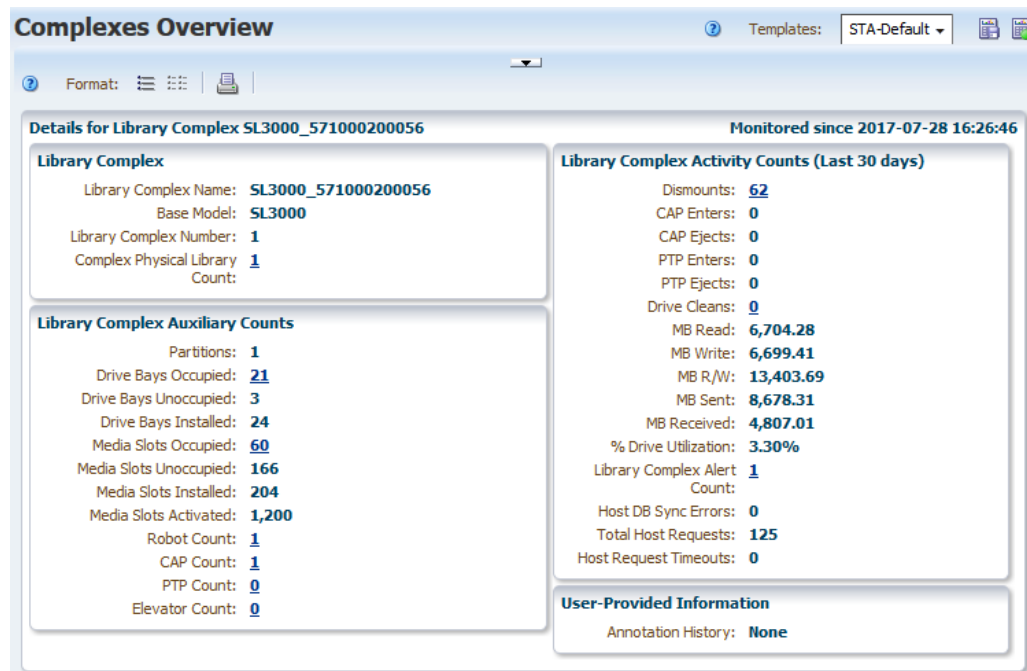 Complexes Overview
Templates: STA-Default
Format:
Details for Library Complex SL3000_571000200056 Monitored since 2017-07-28 16:26:46
Library Complex
Library Complex Name: SL3000_571000200056
Base Model: SL3000
Library Complex Number: 1
Complex Physical Library 1
Count:
Library Complex Auxiliary Counts
Partitions: 1
Drive Bays Occupied: 21
Drive Bays Unoccupied: 3
Drive Bays Installed: 24
Media Slots Occupied: 60
Media Slots Unoccupied: 166
Media Slots Installed: 204
Media Slots Activated: 1,200
Robot Count: 1
CAP Count: 1
PTP Count: 0
Elevator Count: 0
Library Complex Activity Counts (Last 30 days)
Dismounts: 62
CAP Enters: 0
CAP Ejects: 0
PTP Enters: 0
PTP Ejects: 0
Drive Cleans: 0
MB Read: 6,704.28
MB Write: 6,699.41
MB R/W: 13,403.69
MB Sent: 8,678.31
MB Received: 4,807.01
% Drive Utilization: 3.30%
Library Complex Alert 1
Count:
Host DB Sync Errors: 0
Total Host Requests: 125
Host Request Timeouts: 0
User-Provided Information
Annotation History: None